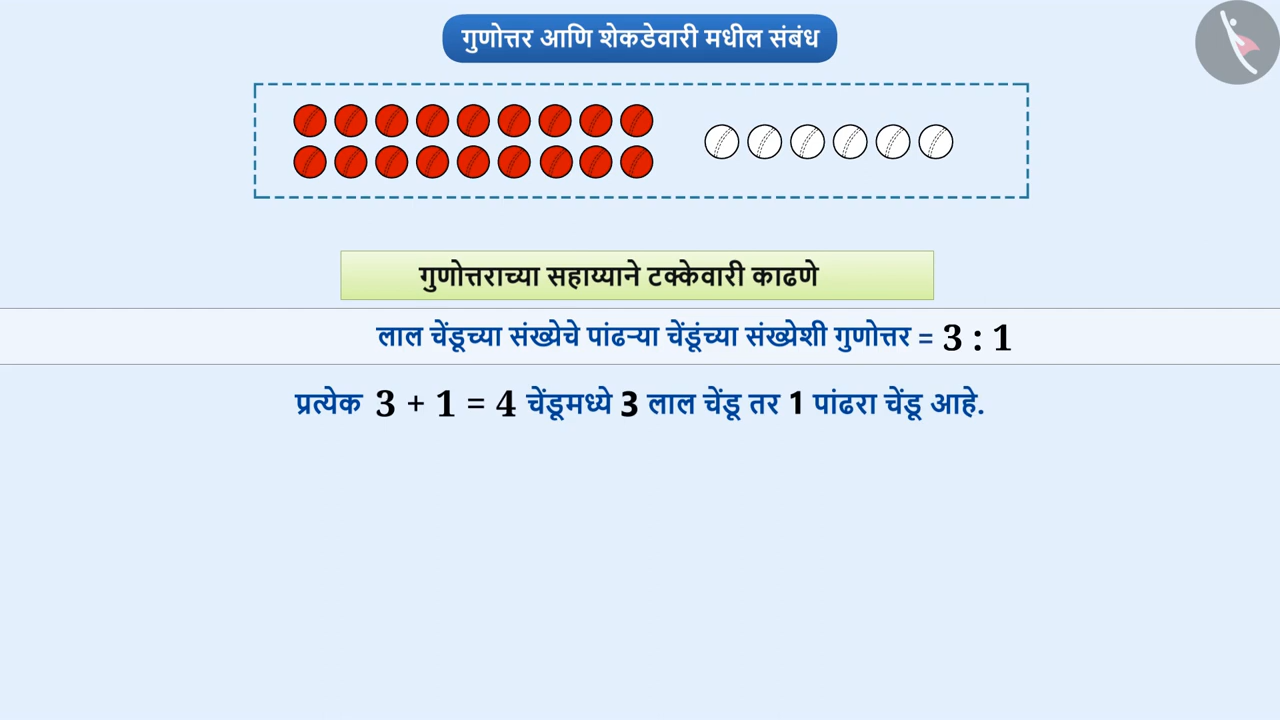 गुणोत्तर आणि शेकडेवारी मधील संबंध
गुणोत्तराच्या सहाय्याने टक्केवारी काढणे
लाल चेंडूच्या संख्येचे पांढऱ्या चेंडूंच्या संख्येशी गुणोत्तर = 3 : 1
प्रत्येक 3 + 1 = 4 चेंडूमध्ये 3 लाल चेंडू तर 1 पांढरा चेंडू आहे.